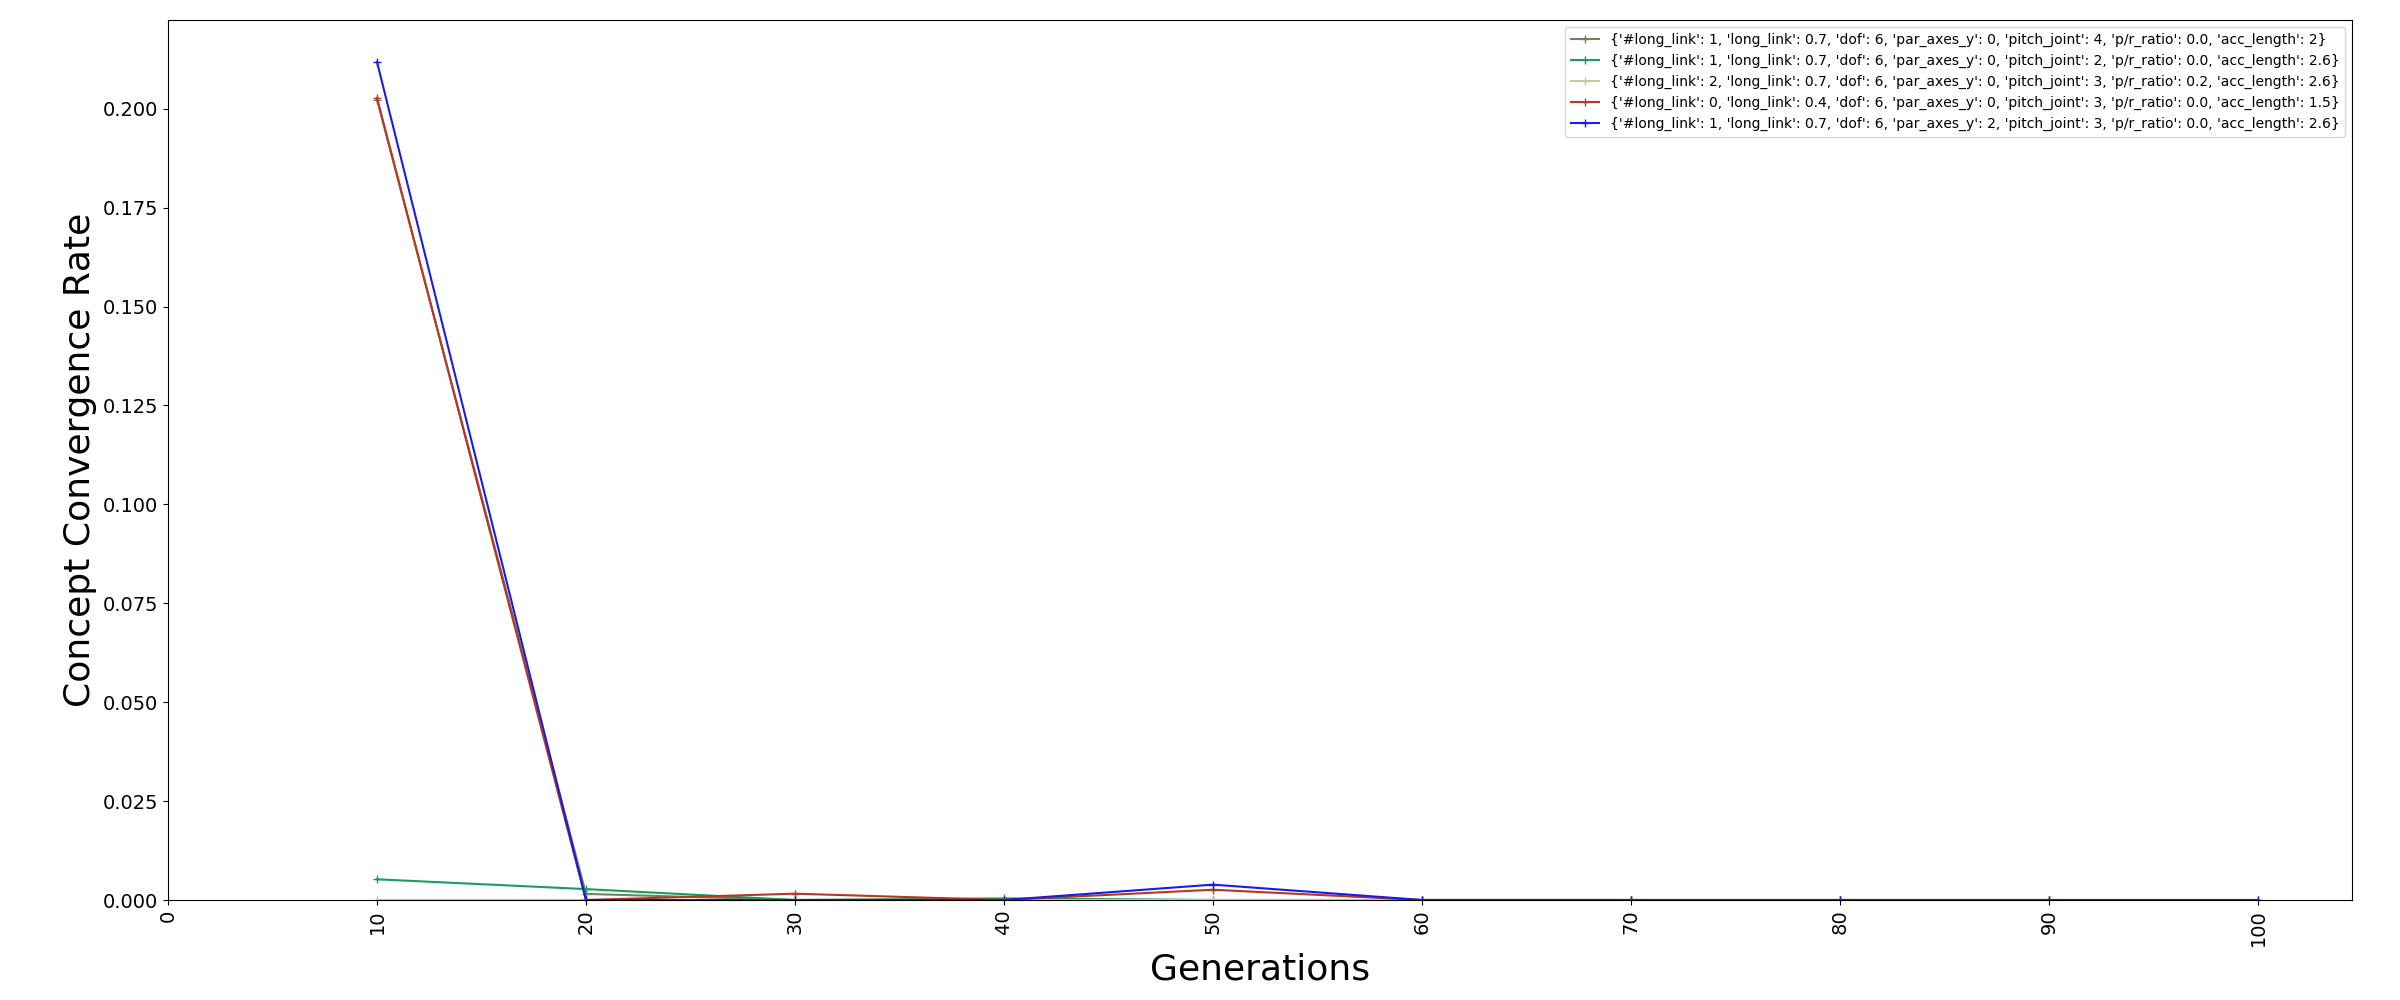 {'#long_link': 1, 'long_link': 0.7, 'dof': 6, 'par_axes_y': 0, 'pitch_joint': 4, 'p/r_ratio': 0.0, 'acc_length': 2}
{'#long_link': 1, 'long_link': 0.7, 'dof': 6, 'par_axes_y': 0, 'pitch_joint': 2, 'p/r_ratio': 0.0, 'acc_length': 2.6}
{'#long_link': 2, 'long_link': 0.7, 'dof': 6, 'par_axes_y': 0, 'pitch_joint': 3, 'p/r_ratio': 0.2, 'acc_length': 2.6}
{'#long_link': 0, 'long_link': 0.4, 'dof': 6, 'par_axes_y': 0, 'pitch_joint': 3, 'p/r_ratio': 0.0, 'acc_length': 1.5}
{'#long_link': 1, 'long_link': 0.7, 'dof': 6, 'par_axes_y': 2, 'pitch_joint': 3, 'p/r_ratio': 0.0, 'acc_length': 2.6}
Concept Convergence Rate
0.200
0.175
0.150
0.125
0.100
0.075
0.050
0.025
0.000
0
10
20
30
40
50
60
70
80
90
100
Generations